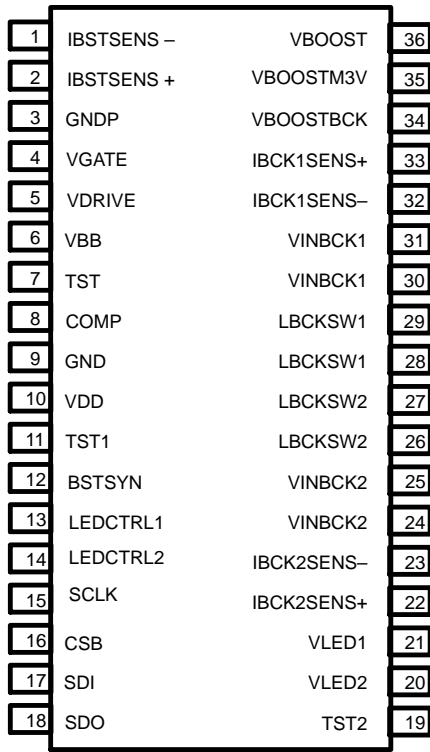 1 IBSTSENS – VBOOST 36
2 IBSTSENS + VBOOSTM3V 35
3 GNDP VBOOSTBCK 34
4 VGATE IBCK1SENS+ 33
5 VDRIVE IBCK1SENS– 32
6 VBB VINBCK1 31
7 TST VINBCK1 30
8 COMP LBCKSW1 29
9 GND LBCKSW1 28
10 VDD LBCKSW2 27
11 TST1 LBCKSW2 26
12 BSTSYN VINBCK2 25
13 LEDCTRL1 VINBCK2 24
14 LEDCTRL2 IBCK2SENS– 23
15 SCLK IBCK2SENS+ 22
16 CSB VLED1 21
17 SDI VLED2 20
18 SDO TST2 19